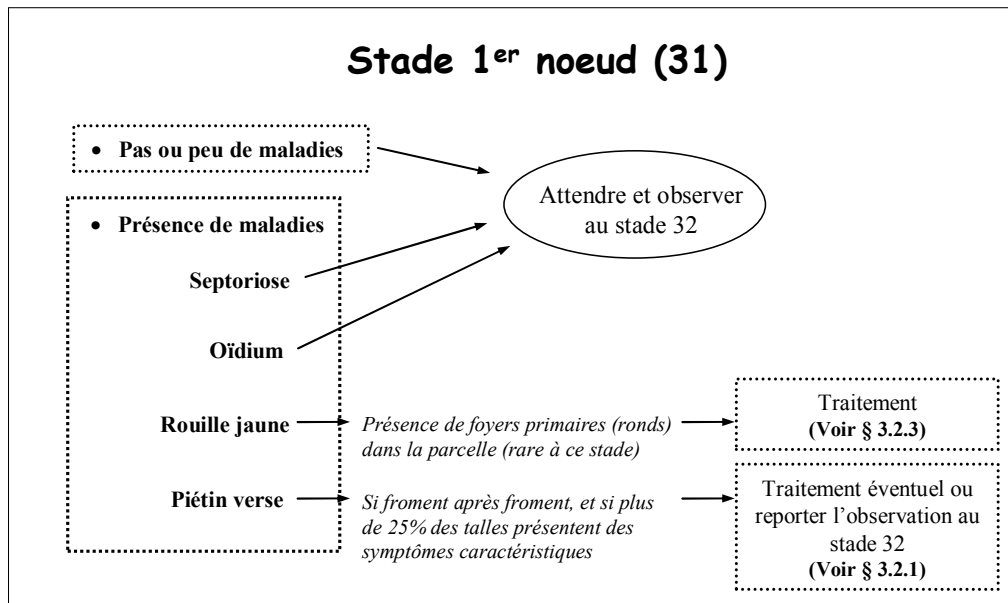 Stade 1er noeud (31)
• Pas ou peu de maladies
Attendre et observer
au stade 32
• Présence de maladies
Septoriose
Oïdium
Rouille jaune
Présence de foyers primaires (ronds)
dans la parcelle (rare à ce stade)
Traitement
(Voir § 3.2.3)
Piétin verse
Si froment après froment, et si plus
de 25% des talles présentent des
symptômes caractéristiques
Traitement éventuel ou
reporter l’observation au
stade 32
(Voir § 3.2.1)